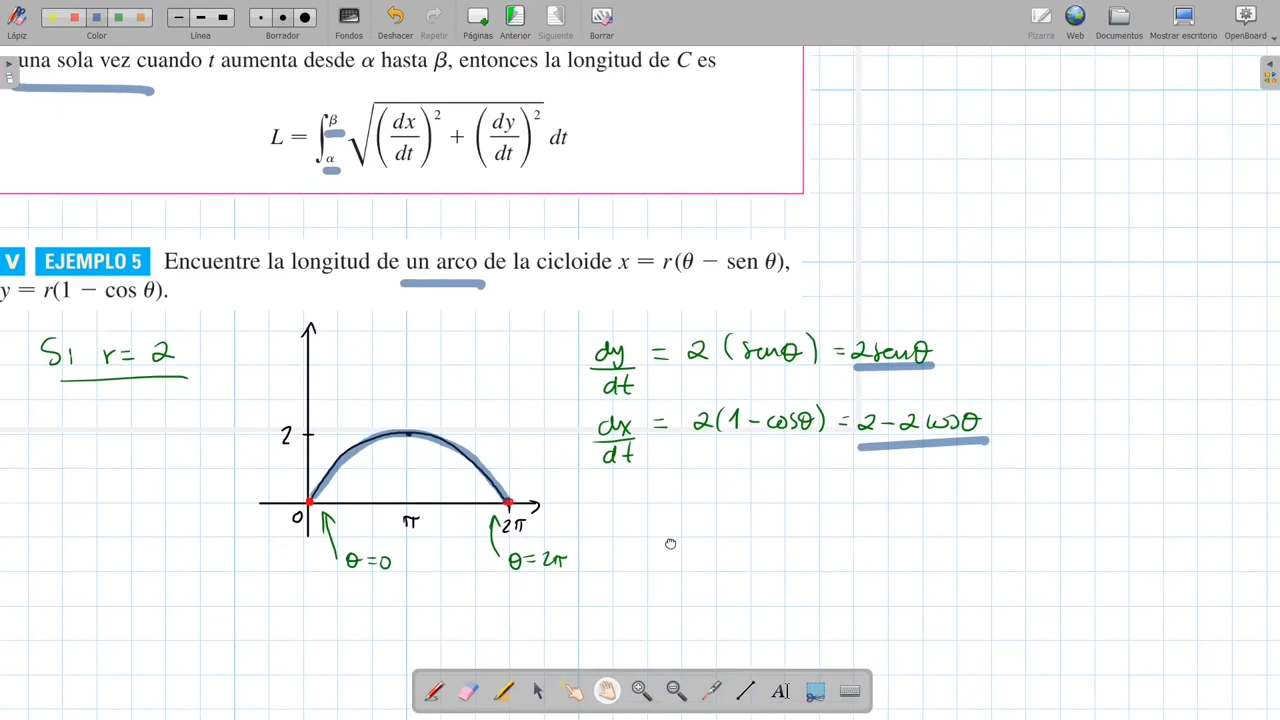 Lápiz Color Línea Borrador Fondos Deshacer Repetir Páginas Anterior Siguiente Borrar Pizarra Web Documentos Mostrar escritorio OpenBoard
una sola vez cuando t aumenta desde α hasta β, entonces la longitud de C es
L = ∫_α^β √((dx/dt)² + (dy/dt)²) dt
V EJEMPLO 5 Encuentre la longitud de un arco de la cicloide x = r(θ − sen θ),
y = r(1 − cos θ).
Si r = 2
dy/dt = 2 (senθ) = 2senθ
dx/dt = 2(1 - cosθ) = 2 - 2cosθ
2
0 π 2π
θ = 0 θ = 2π
AI